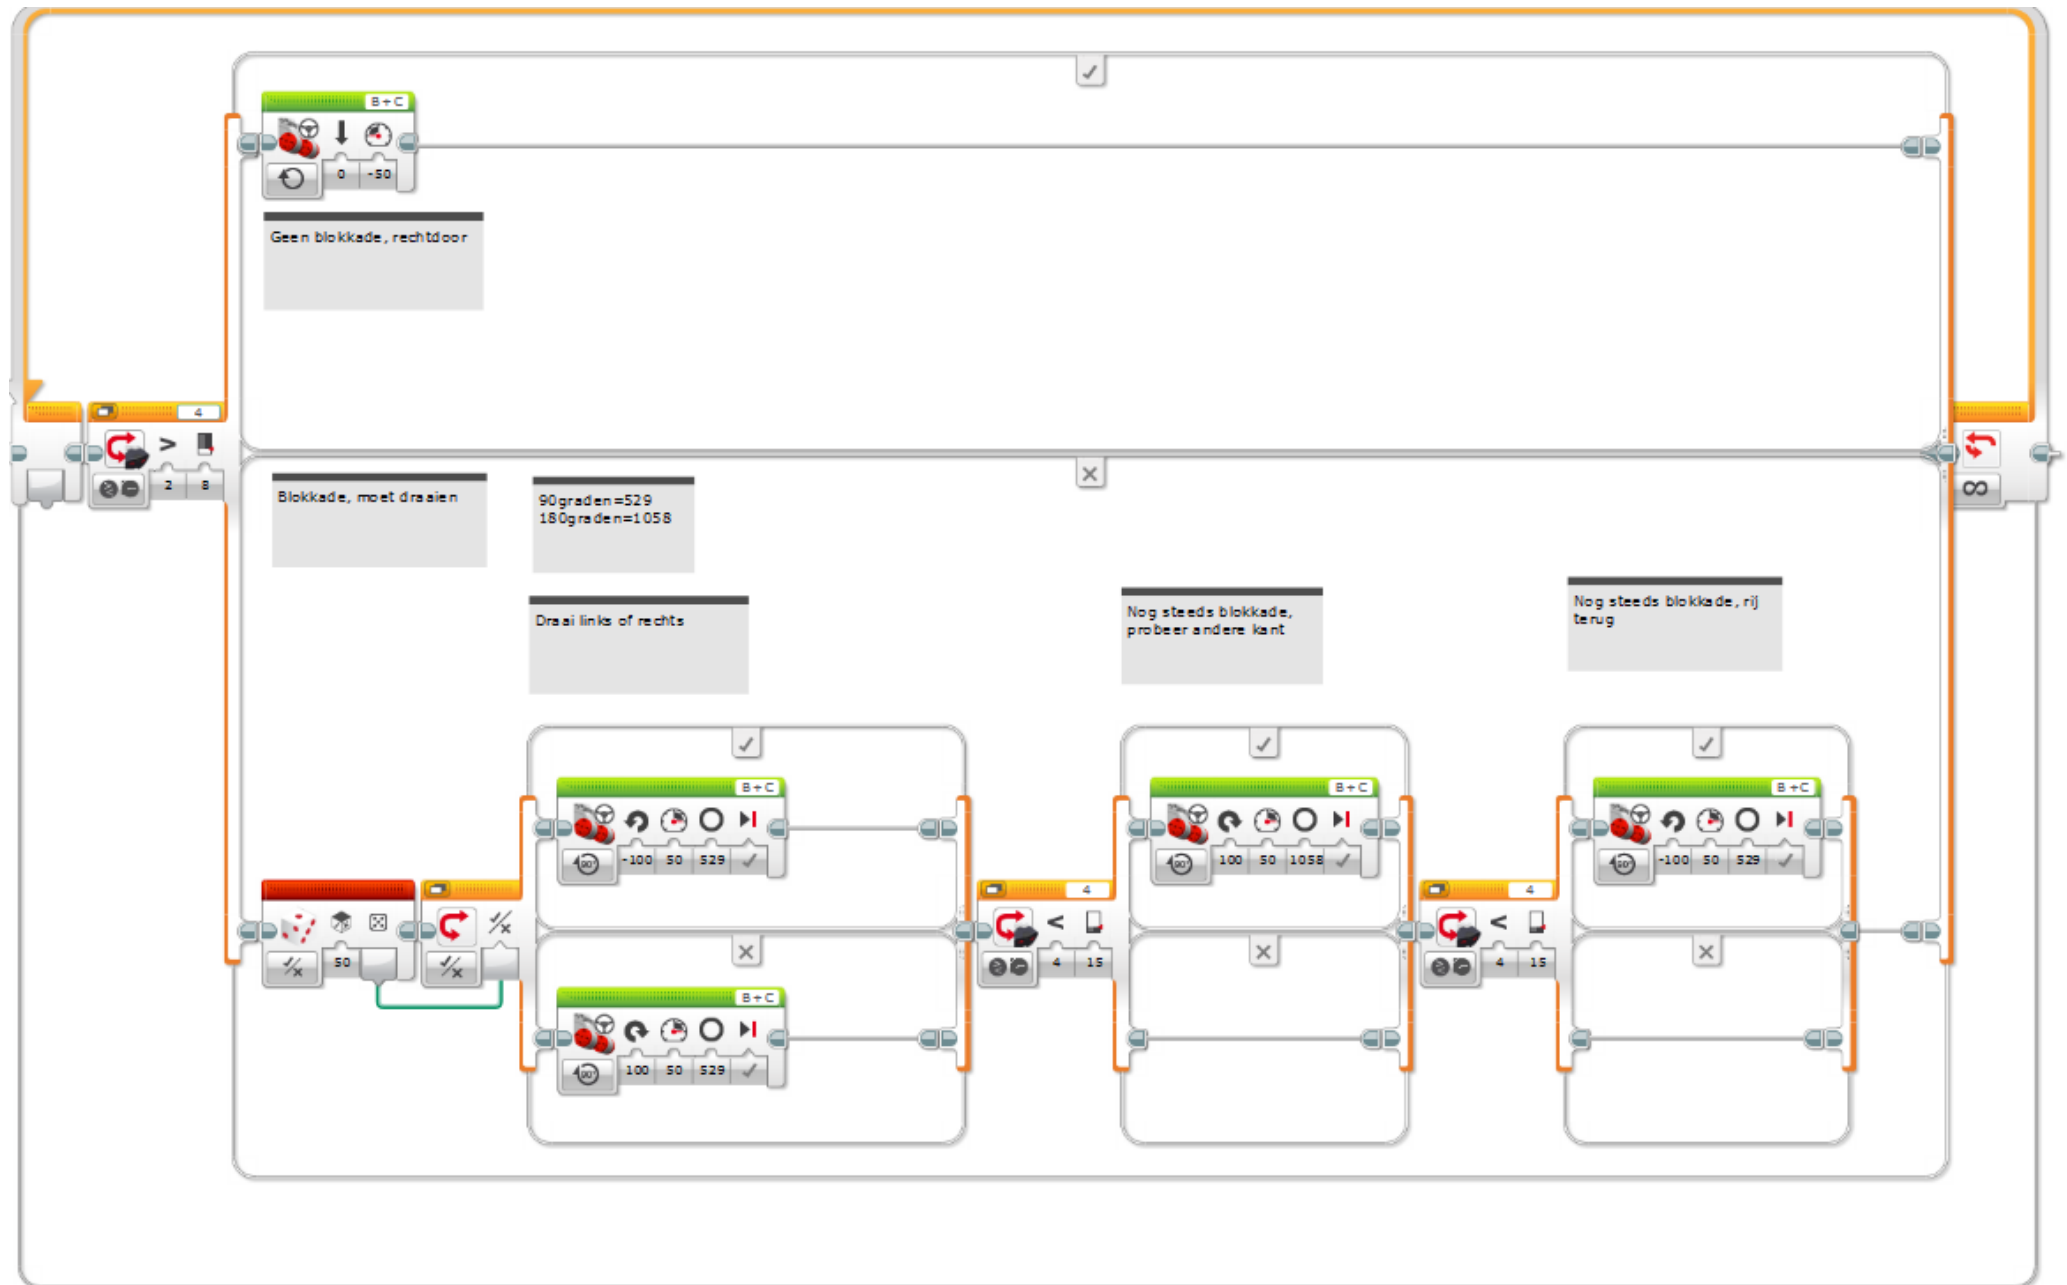 B+C
0 -50
Geen blokkade, rechtdoor
4
> 2 8
Blokkade, moet draaien
90graden=529
180graden=1058
Draai links of rechts
Nog steeds blokkade,
probeer andere kant
Nog steeds blokkade, rij
terug
B+C
-100 50 529
B+C
100 50 1058
B+C
-100 50 529
50
4
< 4 15
4
< 4 15
B+C
100 50 529
∞